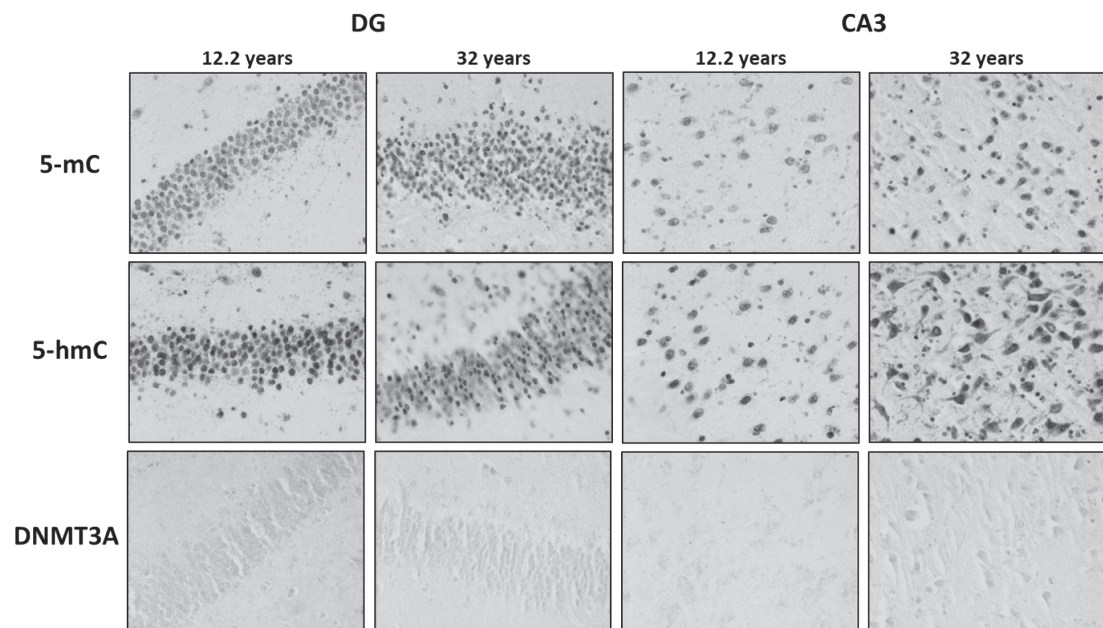 DG CA3
12.2 years 32 years 12.2 years 32 years
5-mC
5-hmC
DNMT3A